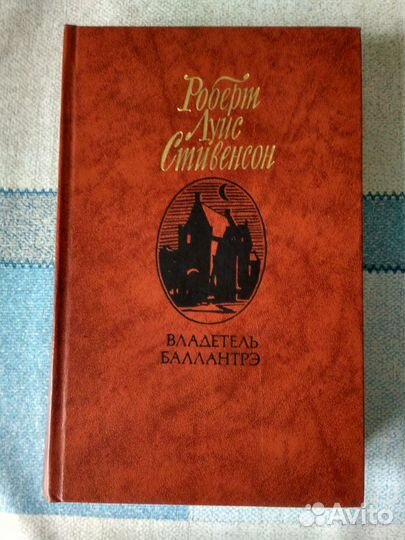 Роберт
Луис
Стивенсон
ВЛАДЕТЕЛЬ
БАЛЛАНТРЭ
Avito